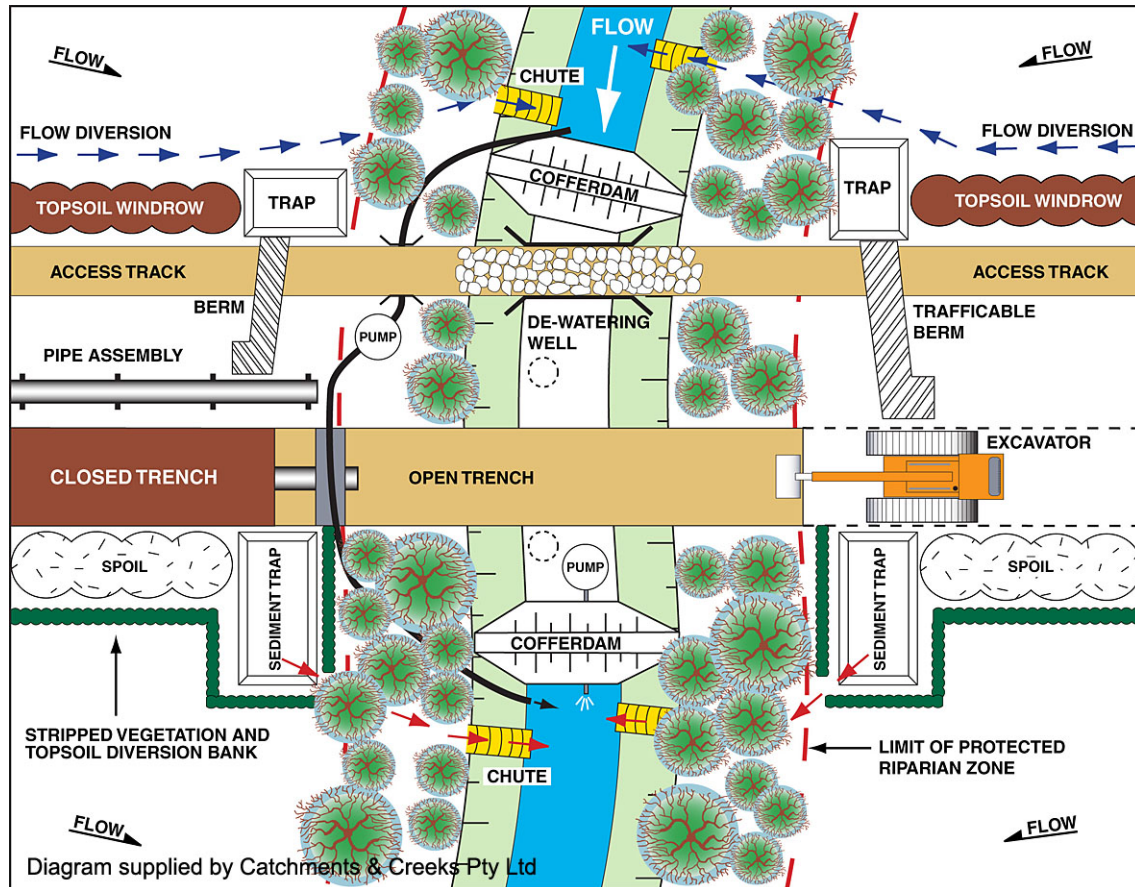 FLOW
FLOW
FLOW
CHUTE
FLOW DIVERSION
FLOW DIVERSION
COFFERDAM
TOPSOIL WINDROW
TRAP
TRAP
TOPSOIL WINDROW
ACCESS TRACK
ACCESS TRACK
BERM
DE-WATERING
WELL
TRAFFICABLE
BERM
PUMP
PIPE ASSEMBLY
EXCAVATOR
CLOSED TRENCH
OPEN TRENCH
SPOIL
SEDIMENT TRAP
PUMP
SEDIMENT TRAP
SPOIL
COFFERDAM
STRIPPED VEGETATION AND
TOPSOIL DIVERSION BANK
CHUTE
LIMIT OF PROTECTED
RIPARIAN ZONE
FLOW
FLOW
Diagram supplied by Catchments & Creeks Pty Ltd